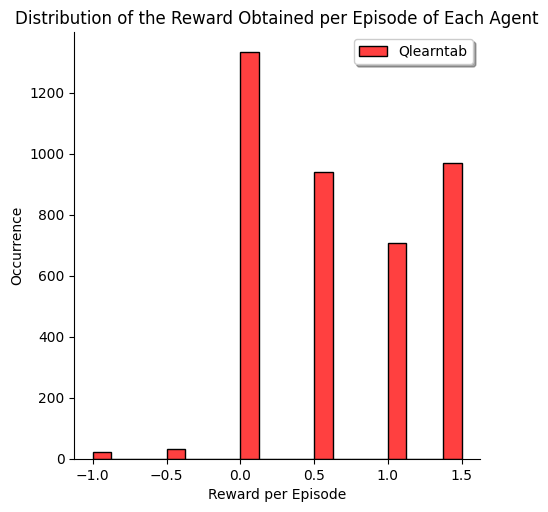 Distribution of the Reward Obtained per Episode of Each Agent
Qlearntab
1200
1000
800
600
400
200
0
Occurrence
−1.0 −0.5 0.0 0.5 1.0 1.5
Reward per Episode